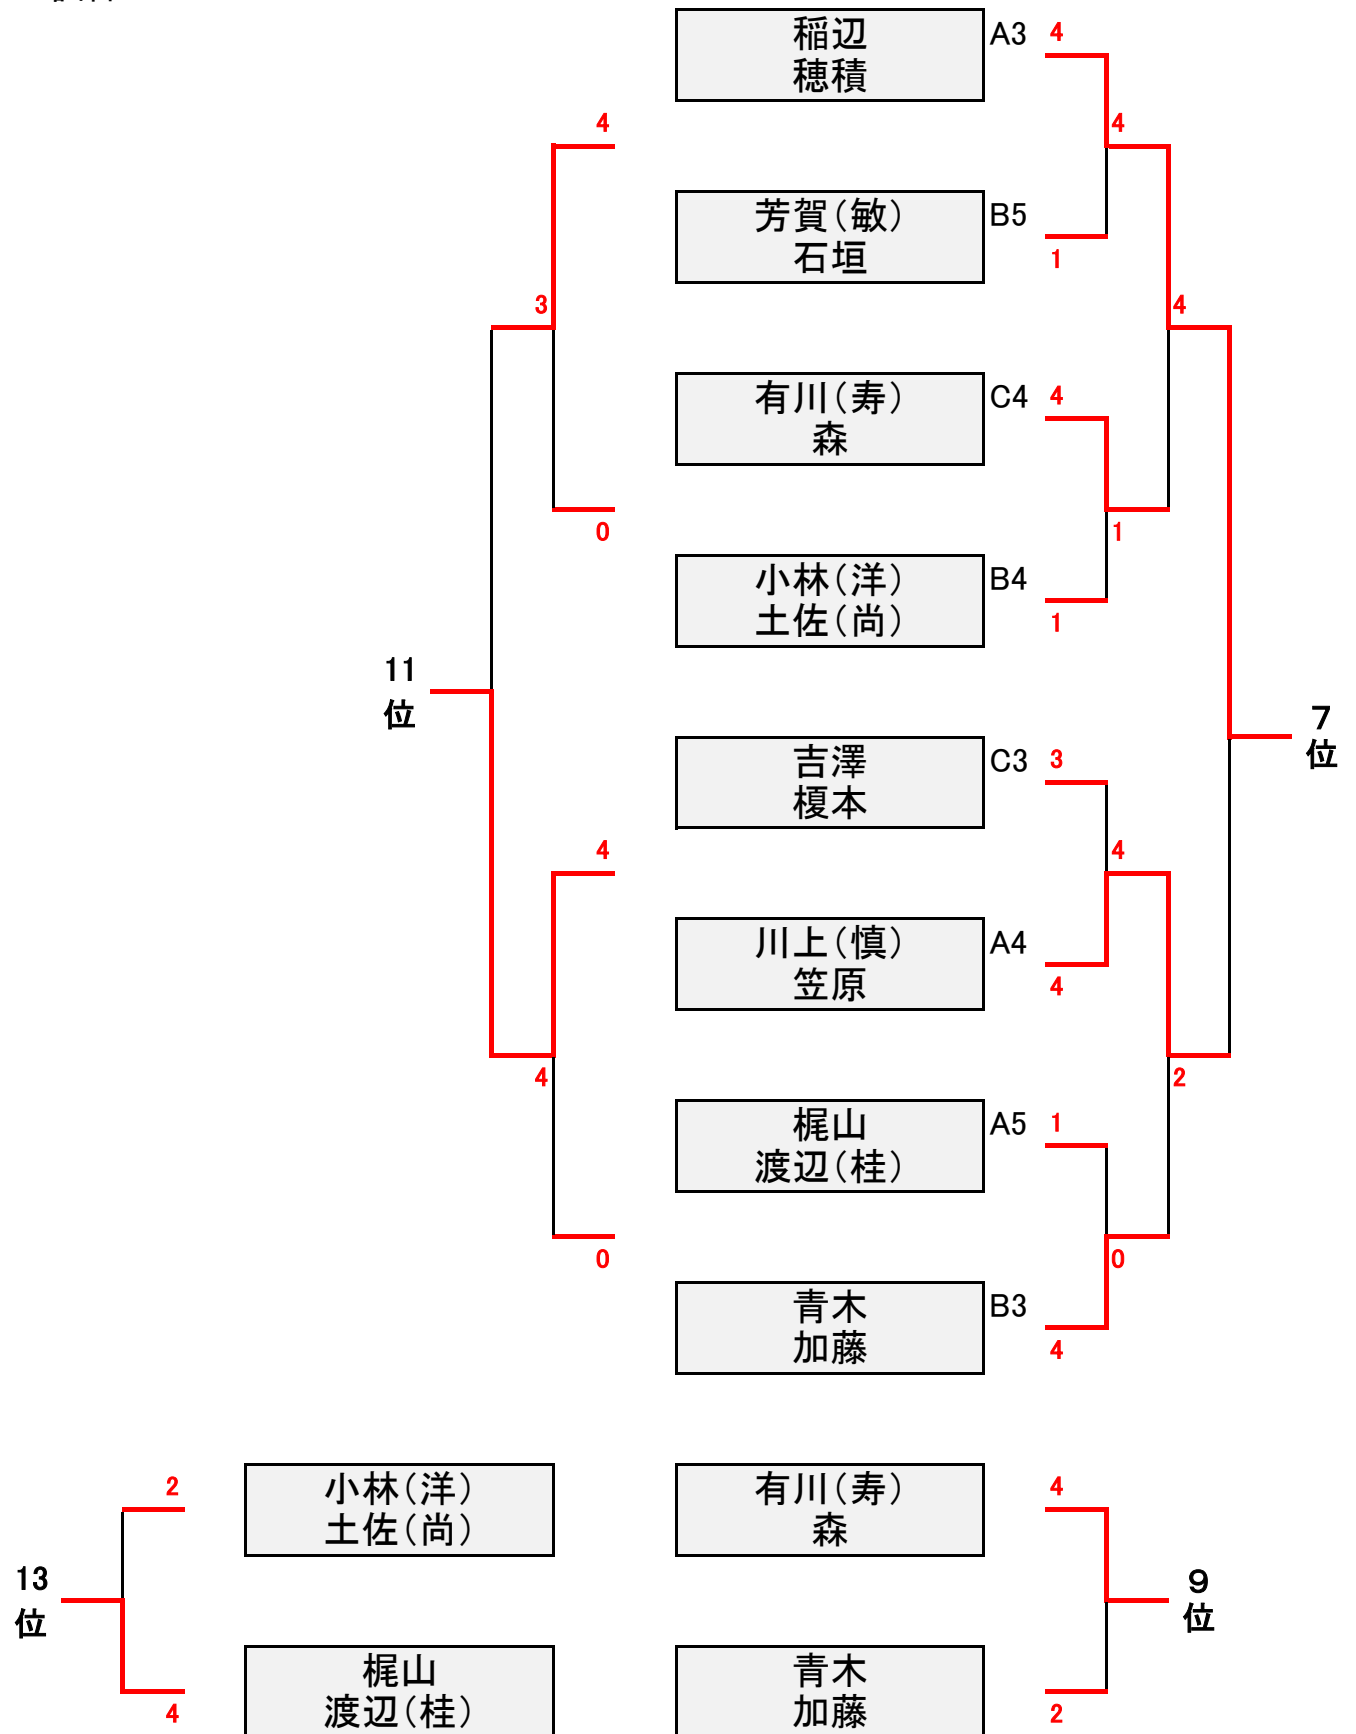 稲辺
穂積
A3
4
4
4
芳賀（敏）
石垣
B5
1
3
4
有川（寿）
森
C4
4
0
1
小林（洋）
土佐（尚）
B4
1
11
位
7
位
吉澤
榎本
C3
3
4
4
川上（慎）
笠原
A4
4
4
2
梶山
渡辺（桂）
A5
1
0
0
青木
加藤
B3
4
2
小林（洋）
土佐（尚）
有川（寿）
森
4
13
位
9
位
梶山
渡辺（桂）
4
青木
加藤
2